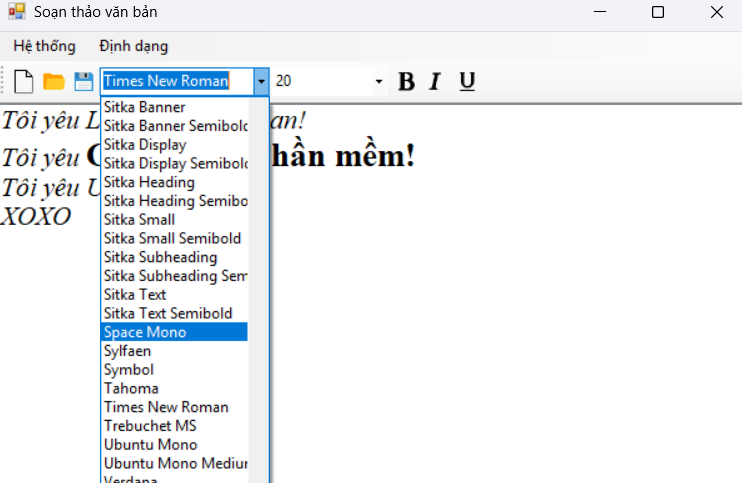 Soạn thảo văn bản
Hệ thống Định dạng
Times New Roman 20 B I U
Tôi yêu L an!
Tôi yêu hần mềm!
Tôi yêu U
XOXO
Sitka Banner
Sitka Banner Semibold
Sitka Display
Sitka Display Semibold
Sitka Heading
Sitka Heading Semibo
Sitka Small
Sitka Small Semibold
Sitka Subheading
Sitka Subheading Sem
Sitka Text
Sitka Text Semibold
Space Mono
Sylfaen
Symbol
Tahoma
Times New Roman
Trebuchet MS
Ubuntu Mono
Ubuntu Mono Mediur
Verdana